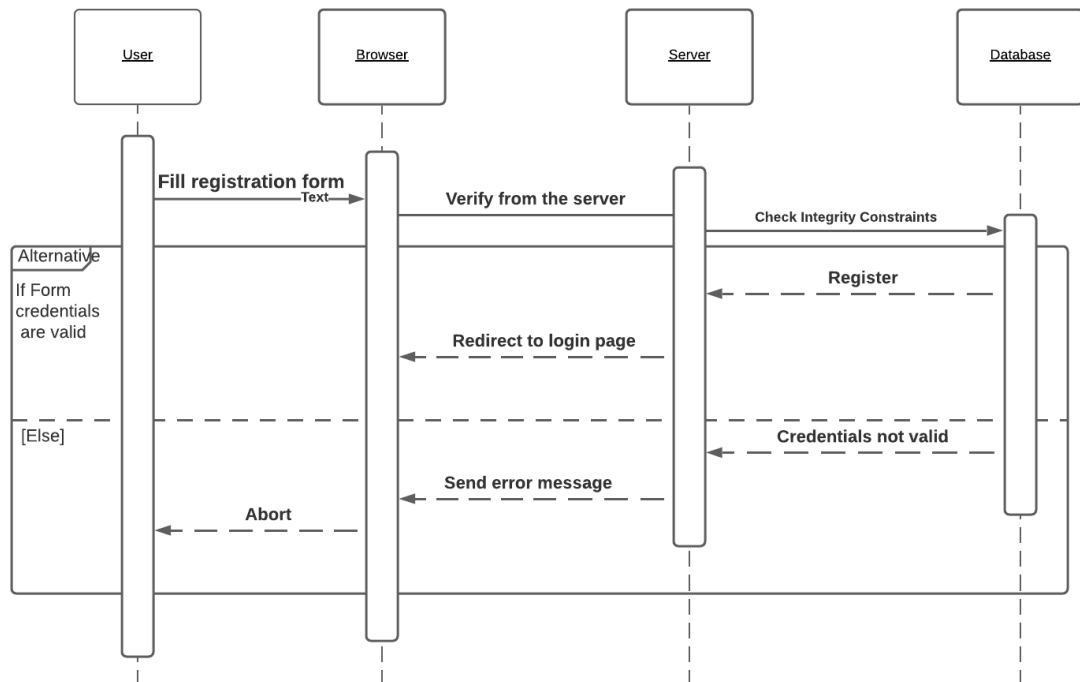 User
Browser
Server
Database
Fill registration form
Text
Verify from the server
Check Integrity Constraints
Alternative
If Form
credentials
are valid
Register
Redirect to login page
[Else]
Credentials not valid
Send error message
Abort